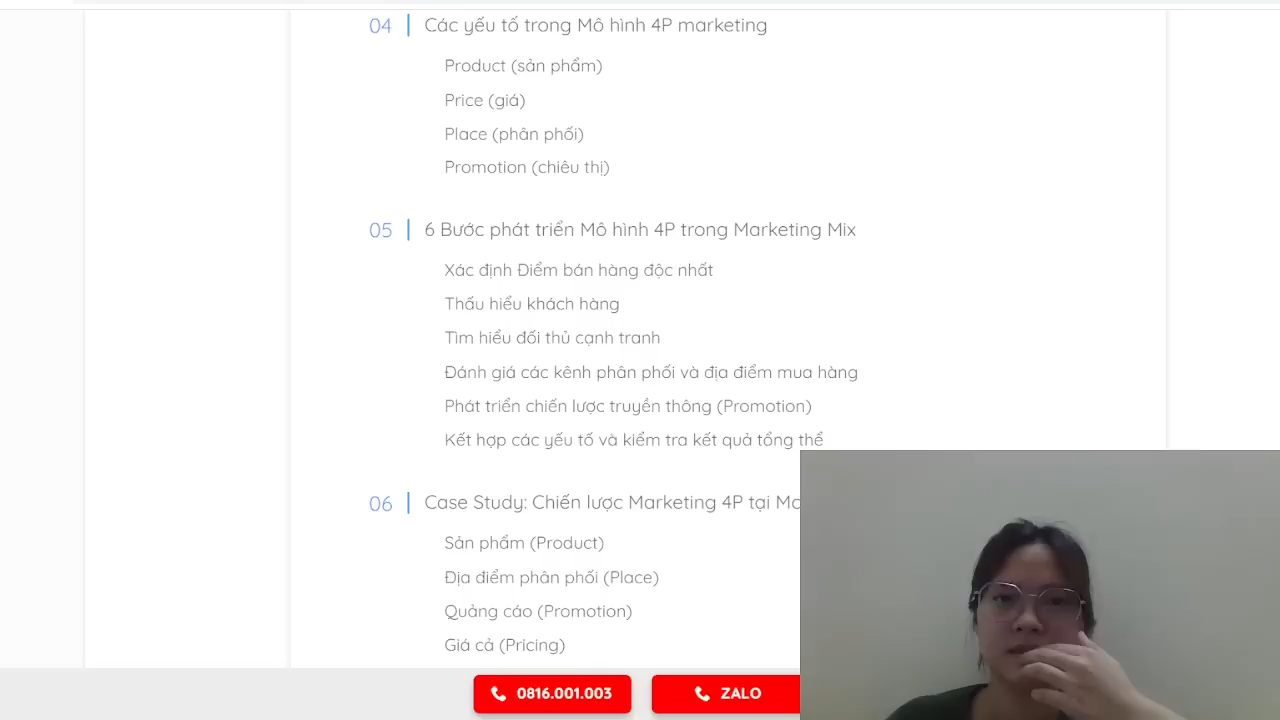 04 Các yếu tố trong Mô hình 4P marketing
Product (sản phẩm)
Price (giá)
Place (phân phối)
Promotion (chiêu thị)
05 6 Bước phát triển Mô hình 4P trong Marketing Mix
Xác định Điểm bán hàng độc nhất
Thấu hiểu khách hàng
Tìm hiểu đối thủ cạnh tranh
Đánh giá các kênh phân phối và địa điểm mua hàng
Phát triển chiến lược truyền thông (Promotion)
Kết hợp các yếu tố và kiểm tra kết quả tổng thể
06 Case Study: Chiến lược Marketing 4P tại
Sản phẩm (Product)
Địa điểm phân phối (Place)
Quảng cáo (Promotion)
Giá cả (Pricing)
0816.001.003
ZALO